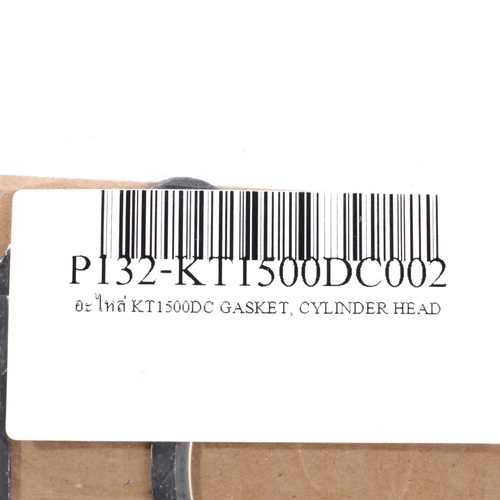 P132-KT1500DC002
อะไหล่ KT1500DC GASKET, CYLINDER HEAD